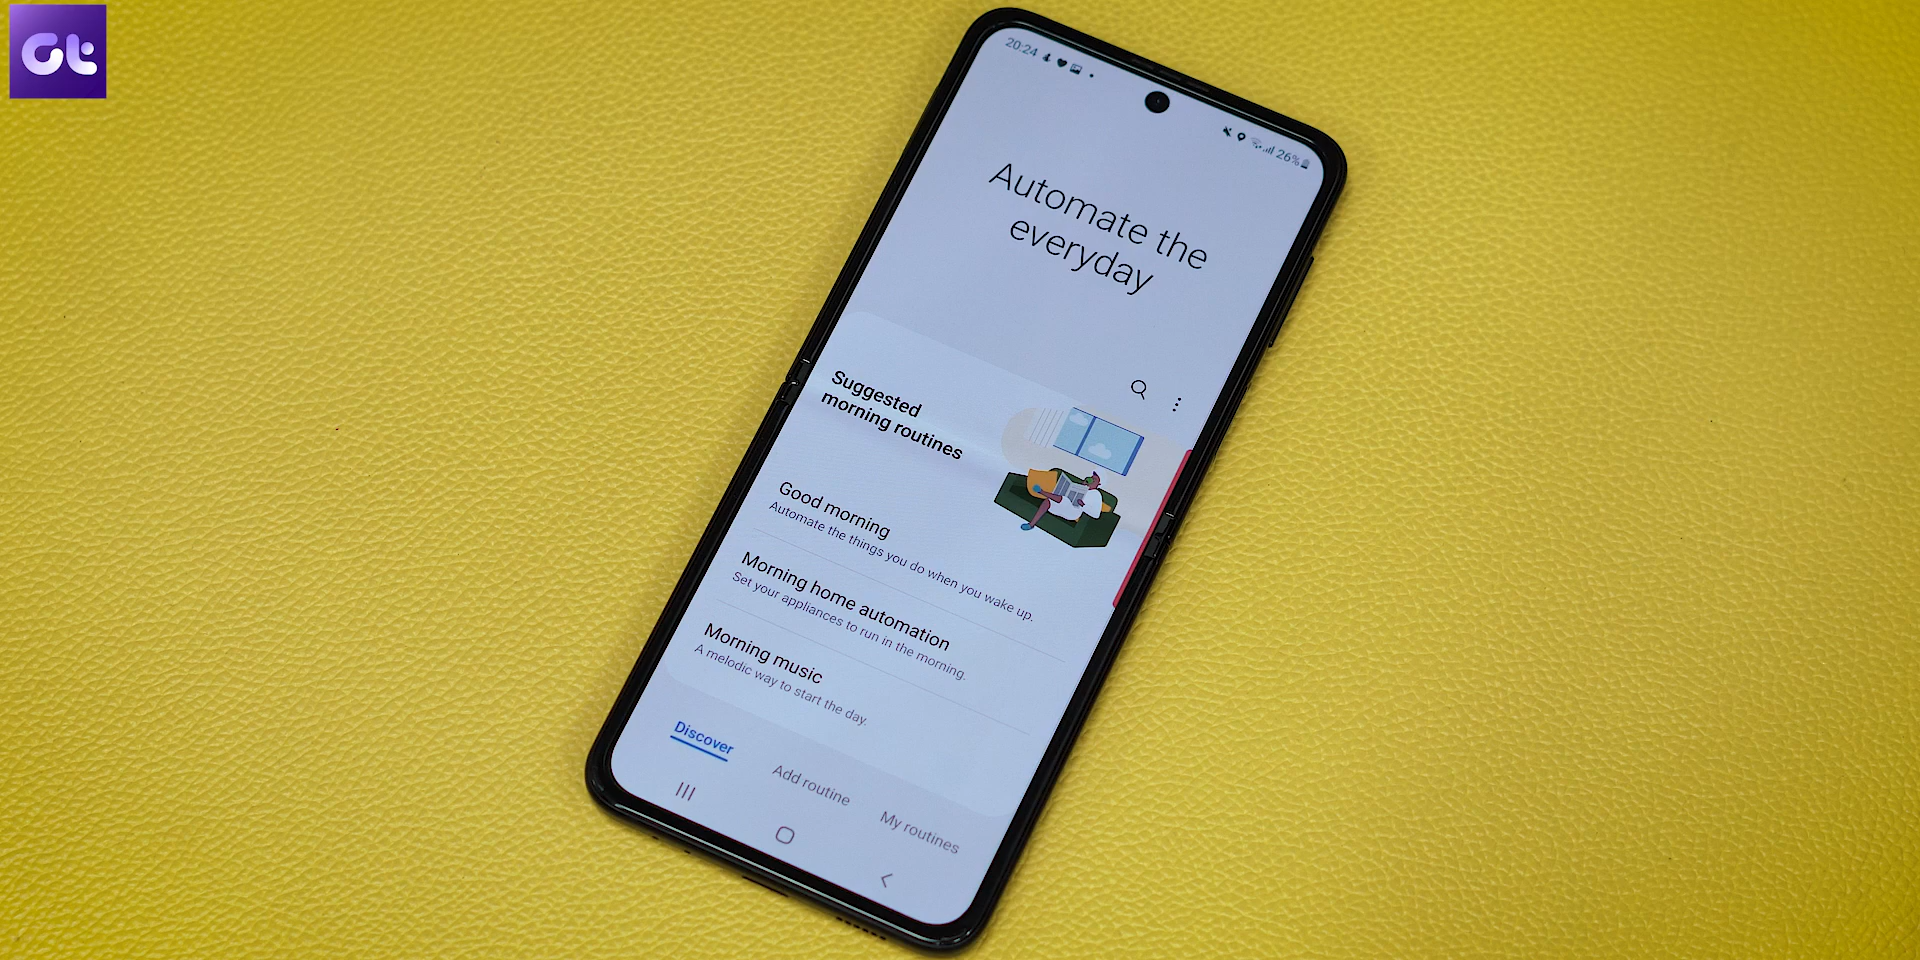 Gt
20:24
26%
Automate the
everyday
Suggested
morning routines
Good morning
Automate the things you do when you wake up.
Morning home automation
Set your appliances to run in the morning.
Morning music
A melodic way to start the day.
Discover
Add routine
My routines